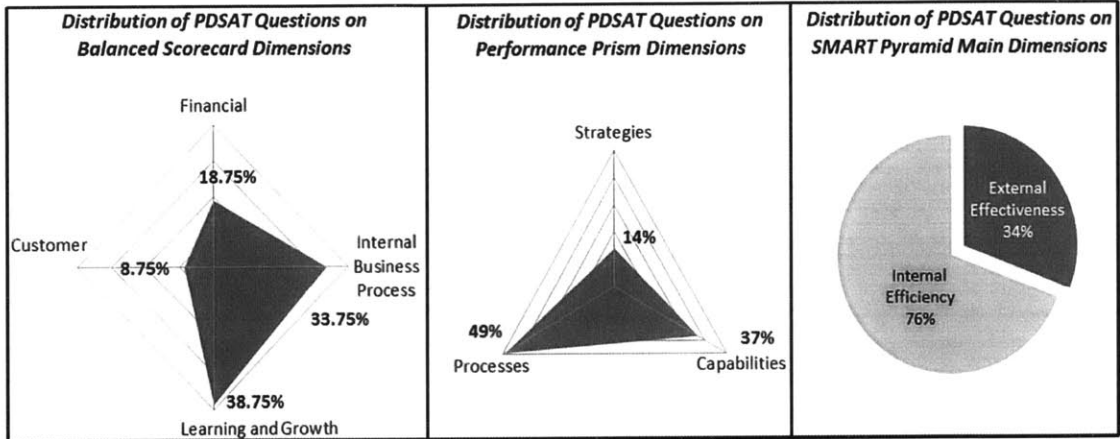 Distribution of PDSAT Questions on
Balanced Scorecard Dimensions
Financial
18.75%
Customer
8.75%
Internal
Business
Process
33.75%
38.75%
Learning and Growth
Distribution of PDSAT Questions on
Performance Prism Dimensions
Strategies
14%
49%
37%
Processes
Capabilities
Distribution of PDSAT Questions on
SMART Pyramid Main Dimensions
External
Effectiveness
34%
Internal
Efficiency
76%